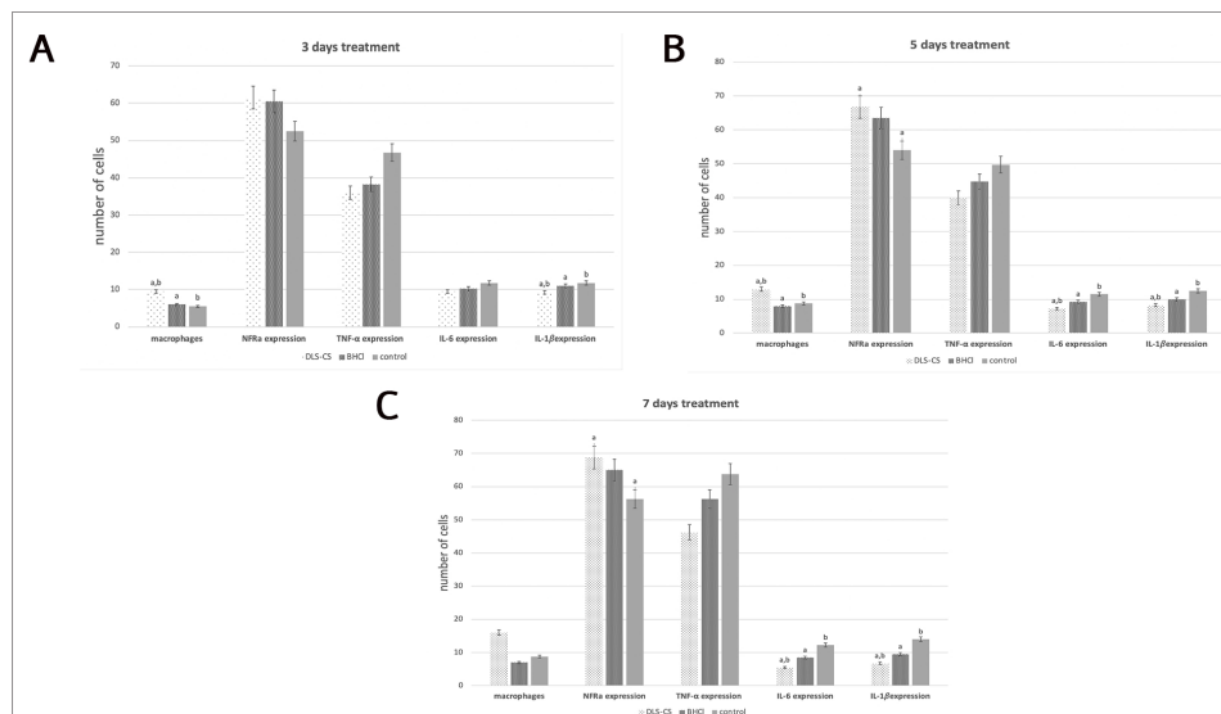 A
3 days treatment
number of cells
70
60
50
40
30
20
10
0
a,b a b a,b a b
macrophages NFRa expression TNF-α expression IL-6 expression IL-1βexpression
DLS-CS BHCl control
B
5 days treatment
number of cells
80
70
60
50
40
30
20
10
0
a,b a b a a a,b a b a,b a b
macrophages NFRa expression TNF-α expression IL-6 expression IL-1βexpression
DLS-CS BHCl control
C
7 days treatment
number of cells
80
70
60
50
40
30
20
10
0
a a a,b a b a,b a b
macrophages NFRa expression TNF-α expression IL-6 expression IL-1βexpression
DLS-CS BHCl control